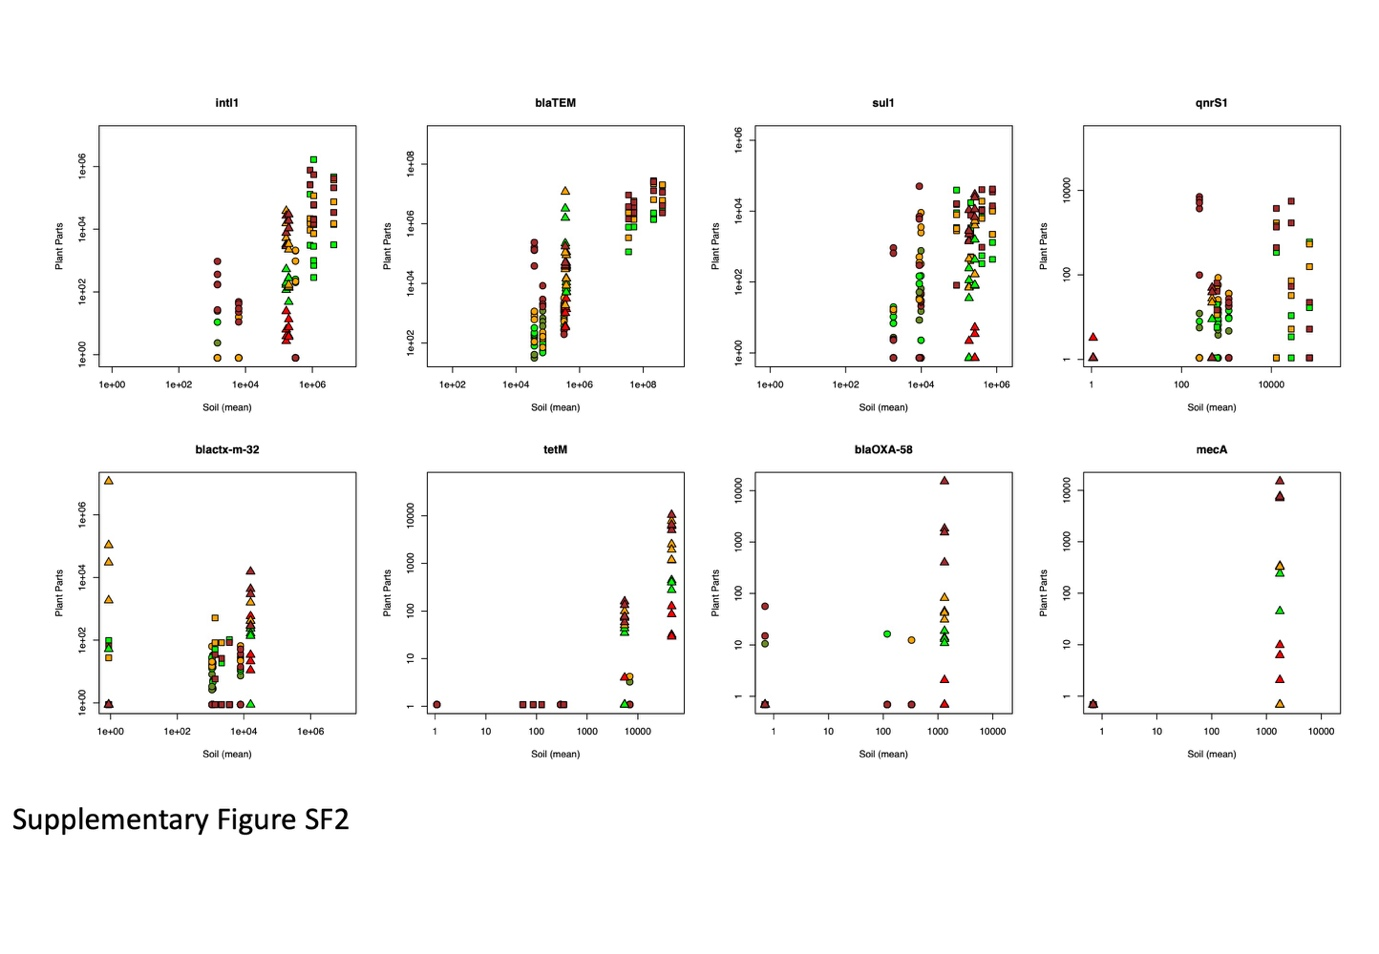 intI1
blaTEM
sul1
qnrS1
Plant Parts
1e+00 1e+02 1e+04 1e+06
1e+00 1e+02 1e+04 1e+06
Soil (mean)
Plant Parts
1e+02 1e+04 1e+06 1e+08
1e+02 1e+04 1e+06 1e+08
Soil (mean)
Plant Parts
1e+00 1e+02 1e+04 1e+06
1e+00 1e+02 1e+04 1e+06
Soil (mean)
Plant Parts
1 100 10000
1 100 10000
Soil (mean)
blactx-m-32
tetM
blaOXA-58
mecA
Plant Parts
1e+00 1e+02 1e+04 1e+06
1e+00 1e+02 1e+04 1e+06
Soil (mean)
Plant Parts
1 10 100 1000 10000
1 10 100 1000 10000
Soil (mean)
Plant Parts
1 10 100 1000 10000
1 10 100 1000 10000
Soil (mean)
Plant Parts
1 10 100 1000 10000
1 10 100 1000 10000
Soil (mean)
Supplementary Figure SF2